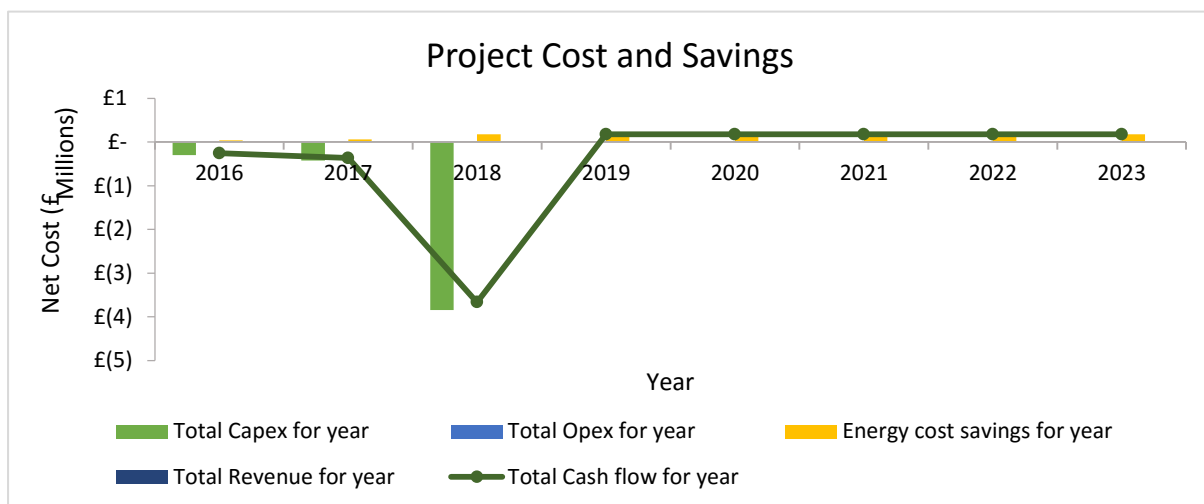 Project Cost and Savings
£1
£-
£(1)
£(2)
£(3)
£(4)
£(5)
Net Cost (£
Millions)
2016 2017 2018 2019 2020 2021 2022 2023
Year
Total Capex for year Total Opex for year Energy cost savings for year
Total Revenue for year Total Cash flow for year